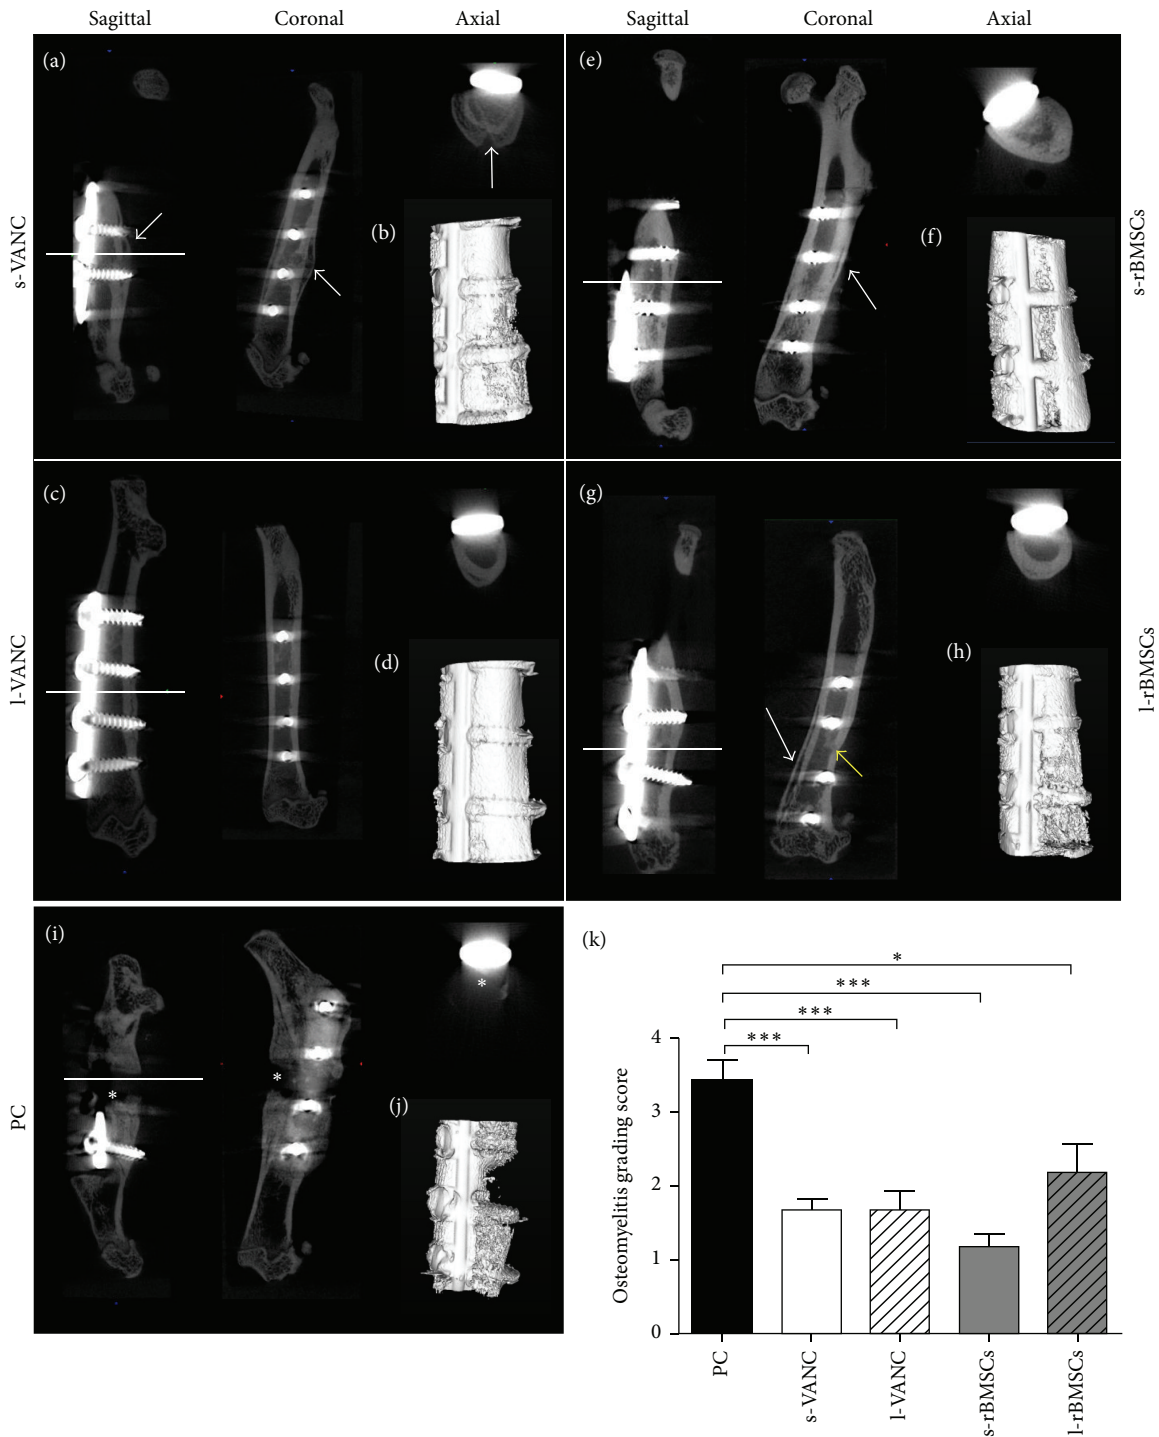 Sagittal Coronal Axial Sagittal Coronal Axial
s-VANC
(a)
(b)
(e)
(f)
s-rBMSCs
l-VANC
(c)
(d)
(g)
(h)
l-rBMSCs
PC
(i)
*
*
*
(j)
(k)
*
***
***
***
Osteomyelitis grading score
4
3
2
1
0
PC s-VANC l-VANC s-rBMSCs l-rBMSCs